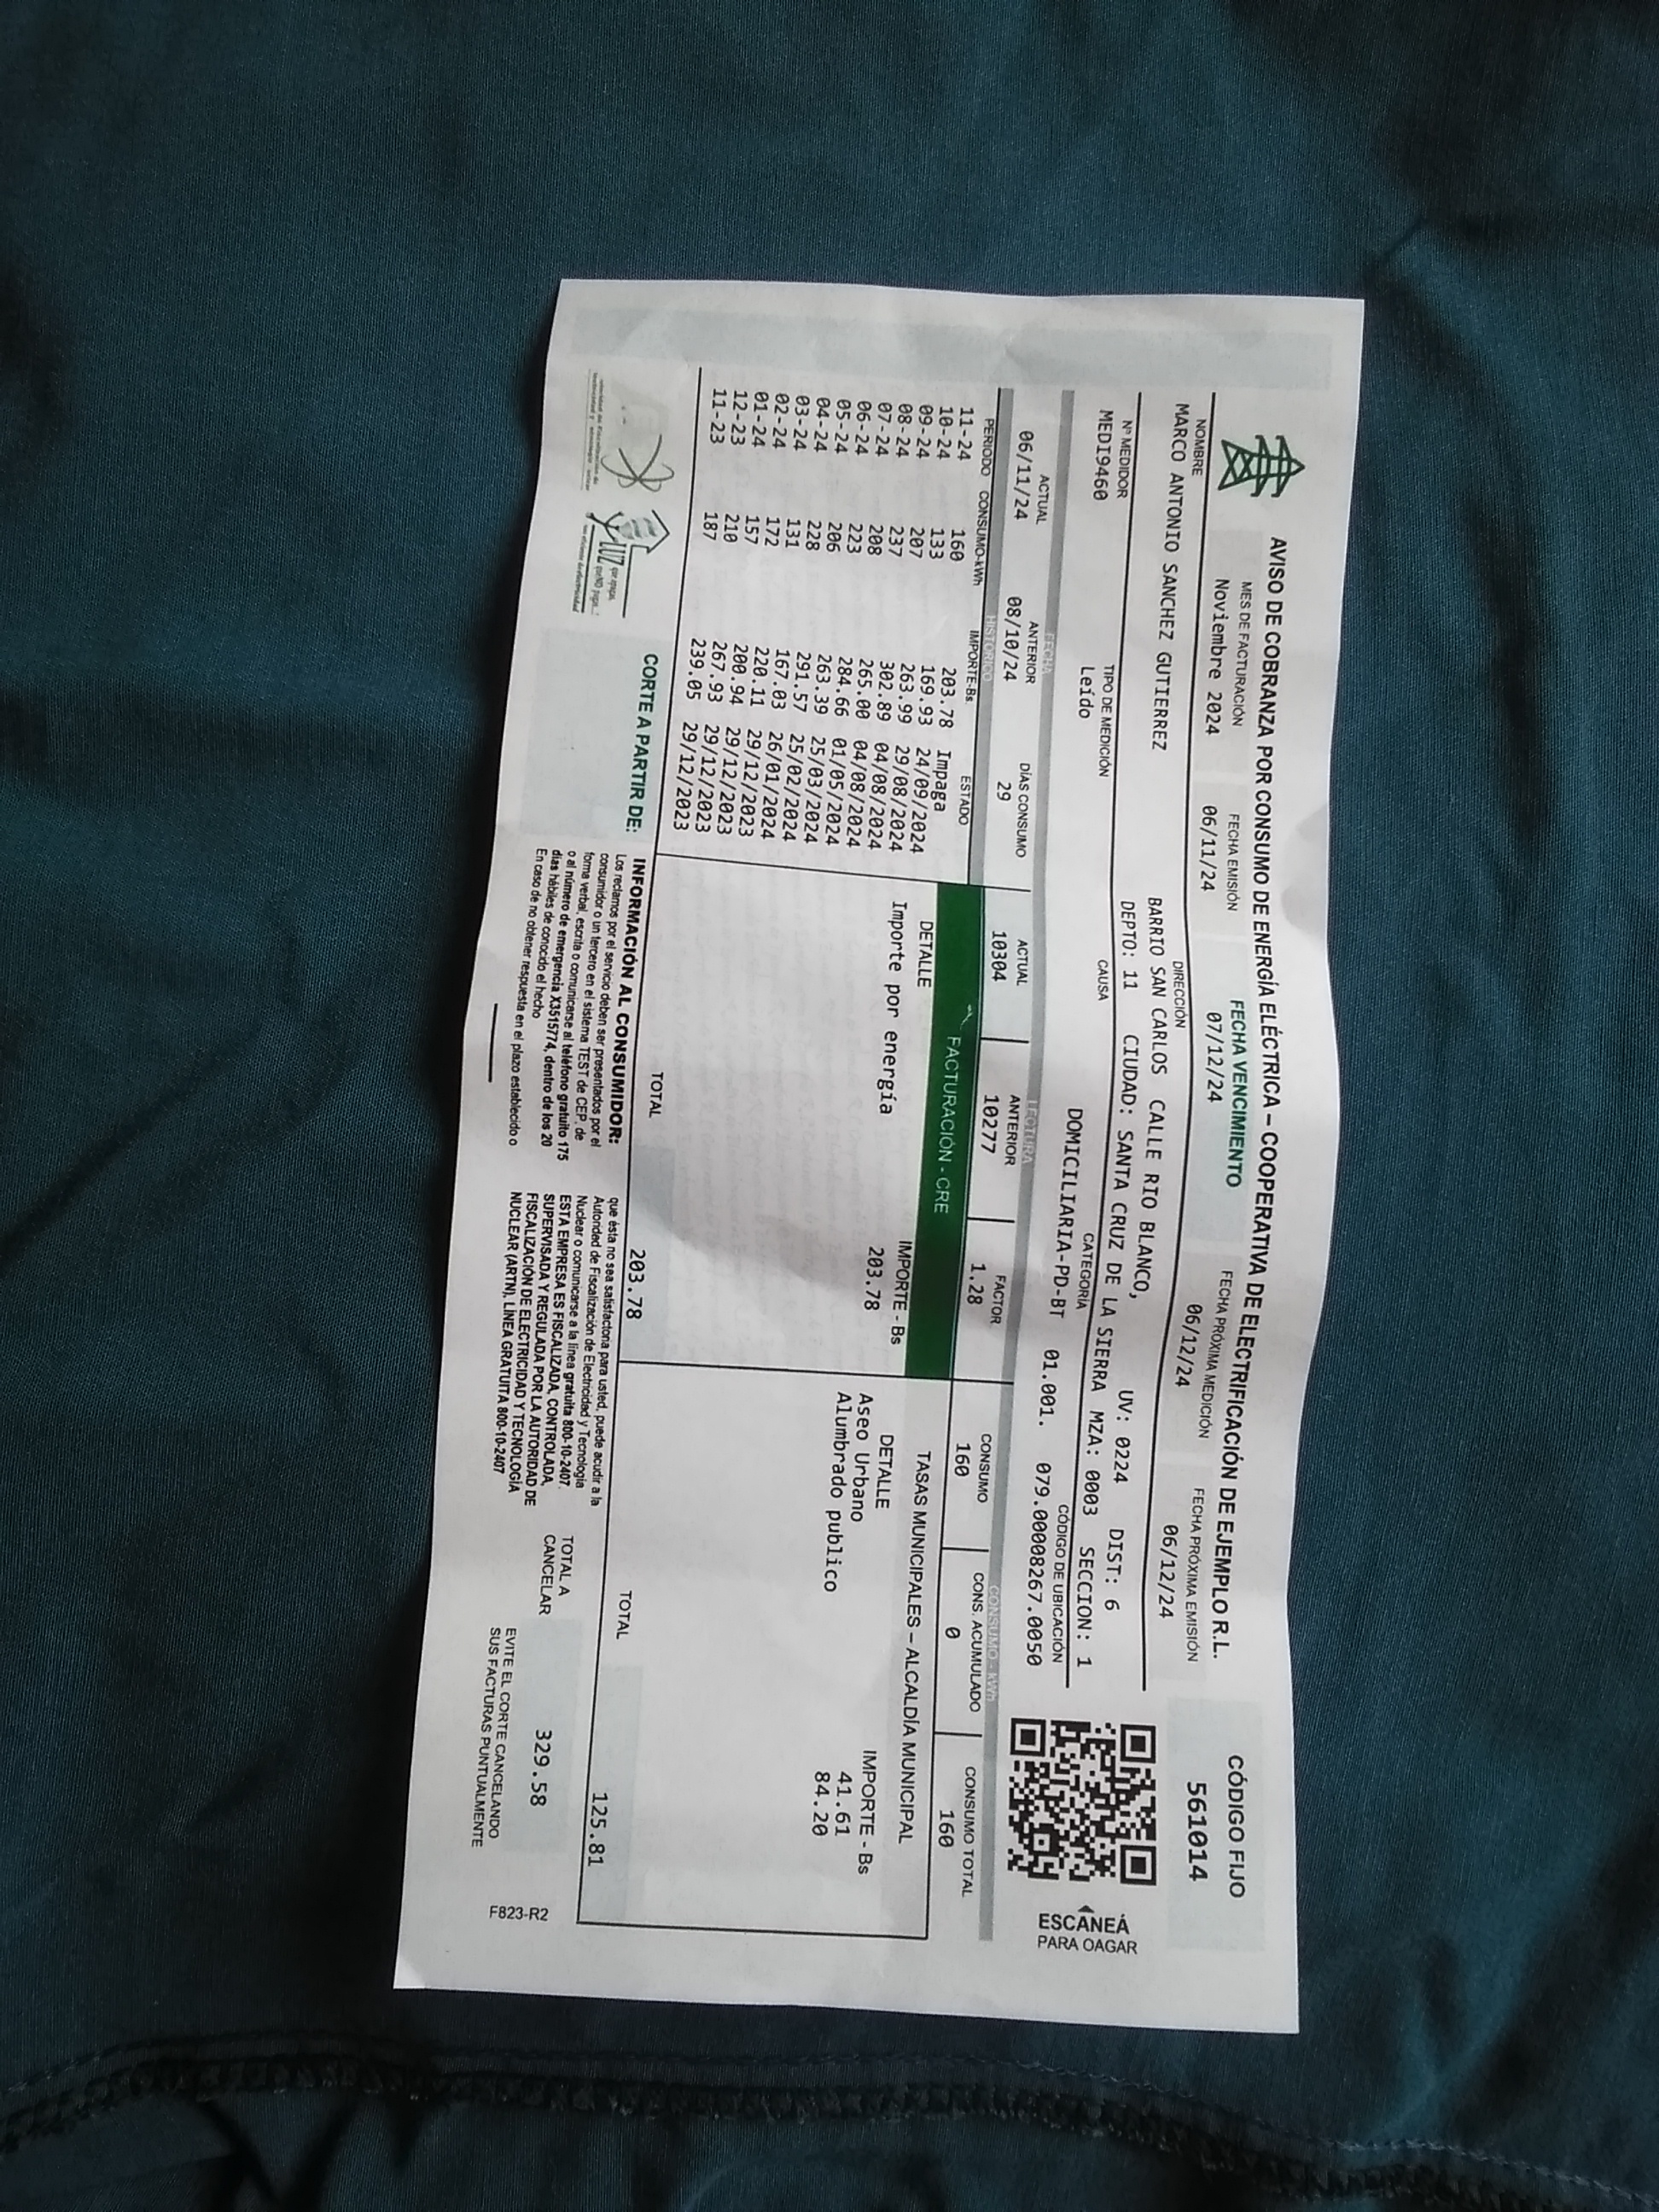 AVISO DE COBRANZA POR CONSUMO DE ENERGÍA ELÉCTRICA – COOPERATIVA DE ELECTRIFICACIÓN DE EJEMPLO R.L.
CÓDIGO FIJO
561014
MES DE FACTURACIÓN FECHA EMISIÓN FECHA VENCIMIENTO FECHA PRÓXIMA MEDICIÓN FECHA PRÓXIMA EMISIÓN
Noviembre 2024 06/11/24 07/12/24 06/12/24 06/12/24
NOMBRE DIRECCIÓN
MARCO ANTONIO SANCHEZ GUTIERREZ BARRIO SAN CARLOS CALLE RIO BLANCO, UV: 0224 DIST: 6
DEPTO: 11 CIUDAD: SANTA CRUZ DE LA SIERRA MZA: 0003 SECCION: 1
Nº MEDIDOR TIPO DE MEDICIÓN CAUSA CATEGORÍA CÓDIGO DE UBICACIÓN
MEDI9460 Leído DOMICILIARIA-PD-BT 01.001. 079.00008267.0050
ESCÁNEÁ
PARA OAGAR
FECHA LECTURA CONSUMO - kWh
ACTUAL ANTERIOR DÍAS CONSUMO ACTUAL ANTERIOR FACTOR CONSUMO CONS. ACUMULADO CONSUMO TOTAL
06/11/24 08/10/24 29 10304 10277 1.28 160 0 160
HISTÓRICO
PERIODO CONSUMO-kWh IMPORTE-Bs ESTADO
11-24 160 203.78 Impaga
10-24 133 169.93 24/09/2024
09-24 207 263.99 29/08/2024
08-24 237 302.89 04/08/2024
07-24 208 265.00 04/08/2024
06-24 223 284.66 01/05/2024
05-24 206 263.39 25/03/2024
04-24 228 291.57 25/02/2024
03-24 131 167.03 26/01/2024
02-24 172 220.11 29/12/2023
01-24 157 200.94 29/12/2023
12-23 210 267.93 29/12/2023
11-23 187 239.05 29/12/2023
FACTURACIÓN - CRE
DETALLE IMPORTE - Bs
Importe por energía 203.78
TOTAL 203.78
TASAS MUNICIPALES – ALCALDÍA MUNICIPAL
DETALLE IMPORTE - Bs
Aseo Urbano 41.61
Alumbrado publico 84.20
TOTAL 125.81
LUZ que apagas,
luz que NO pagas...!
CORTE A PARTIR DE:
INFORMACIÓN AL CONSUMIDOR:
Los reclamos por el servicio deben ser presentados por el
consumidor o un tercero en el sistema TEST de CEP, de
forma verbal, escrita o comunicarse al teléfono gratuito 175
o al número de emergencia X3515774, dentro de los 20
días hábiles de conocido el hecho
En caso de no obtener respuesta en el plazo establecido o
que ésta no sea satisfactoria para usted, puede acudir a la
Autoridad de Fiscalización de Electricidad y Tecnología
Nuclear o comunicarse a la línea gratuita 800-10-2407.
ESTA EMPRESA ES FISCALIZADA, CONTROLADA,
SUPERVISADA Y REGULADA POR LA AUTORIDAD DE
FISCALIZACIÓN DE ELECTRICIDAD Y TECNOLOGÍA
NUCLEAR (ARTN), LÍNEA GRATUITA 800-10-2407
TOTAL A
CANCELAR
329.58
EVITE EL CORTE CANCELANDO
SUS FACTURAS PUNTUALMENTE
F823-R2